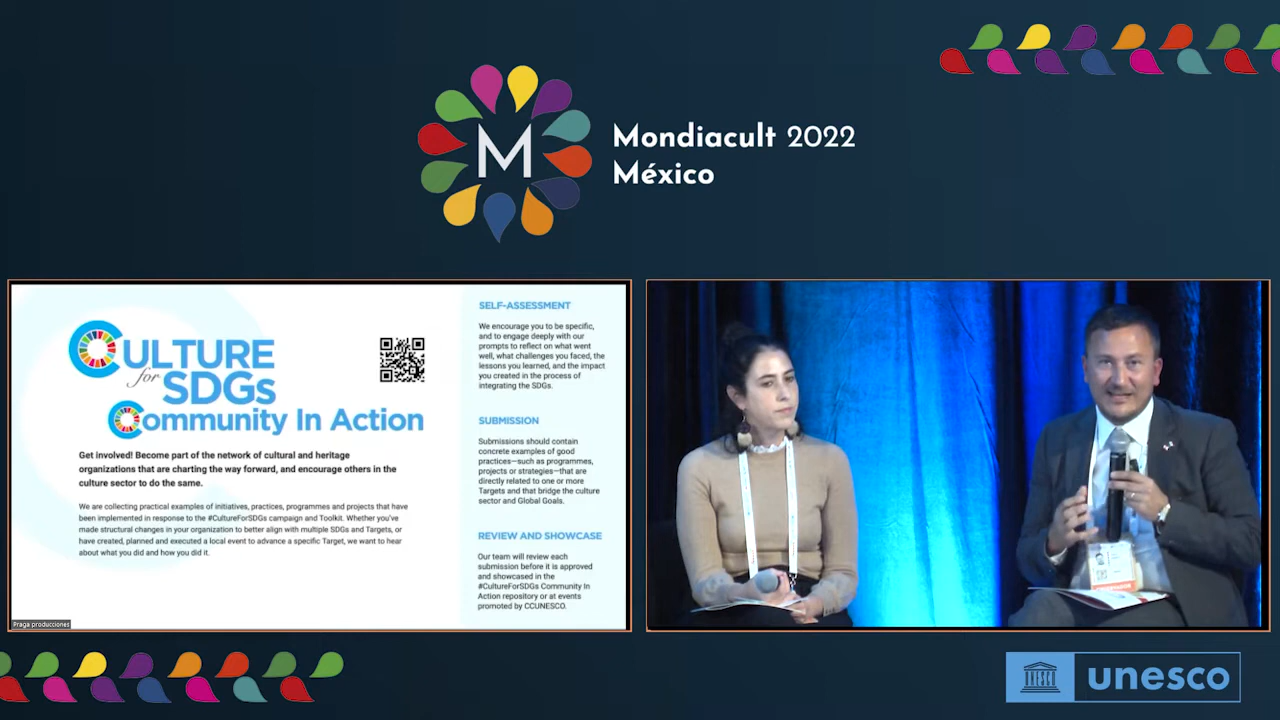 M
Mondiacult 2022
México
CULTURE
for
SDGs
Community In Action
Get involved! Become part of the network of cultural and heritage
organizations that are charting the way forward, and encourage others in the
culture sector to do the same.
We are collecting practical examples of initiatives, practices, programmes and projects that have
been implemented in response to the #CultureForSDGs campaign and Toolkit. Whether you've
made structural changes in your organization to better align with multiple SDGs and Targets, or
have created, planned and executed a local event to advance a specific Target, we want to hear
about what you did and how you did it.
SELF-ASSESSMENT
We encourage you to be specific,
and to engage deeply with our
prompts to reflect on what went
well, what challenges you faced, the
lessons you learned, and the impact
you created in the process of
integrating the SDGs.
SUBMISSION
Submissions should contain
concrete examples of good
practices—such as programmes,
projects or strategies—that are
directly related to one or more
Targets and that bridge the culture
sector and Global Goals.
REVIEW AND SHOWCASE
Our team will review each
submission before it is approved
and showcased in the
#CultureForSDGs Community In
Action repository or at events
promoted by CCUNESCO.
Praga producciones
UNESCO
unesco